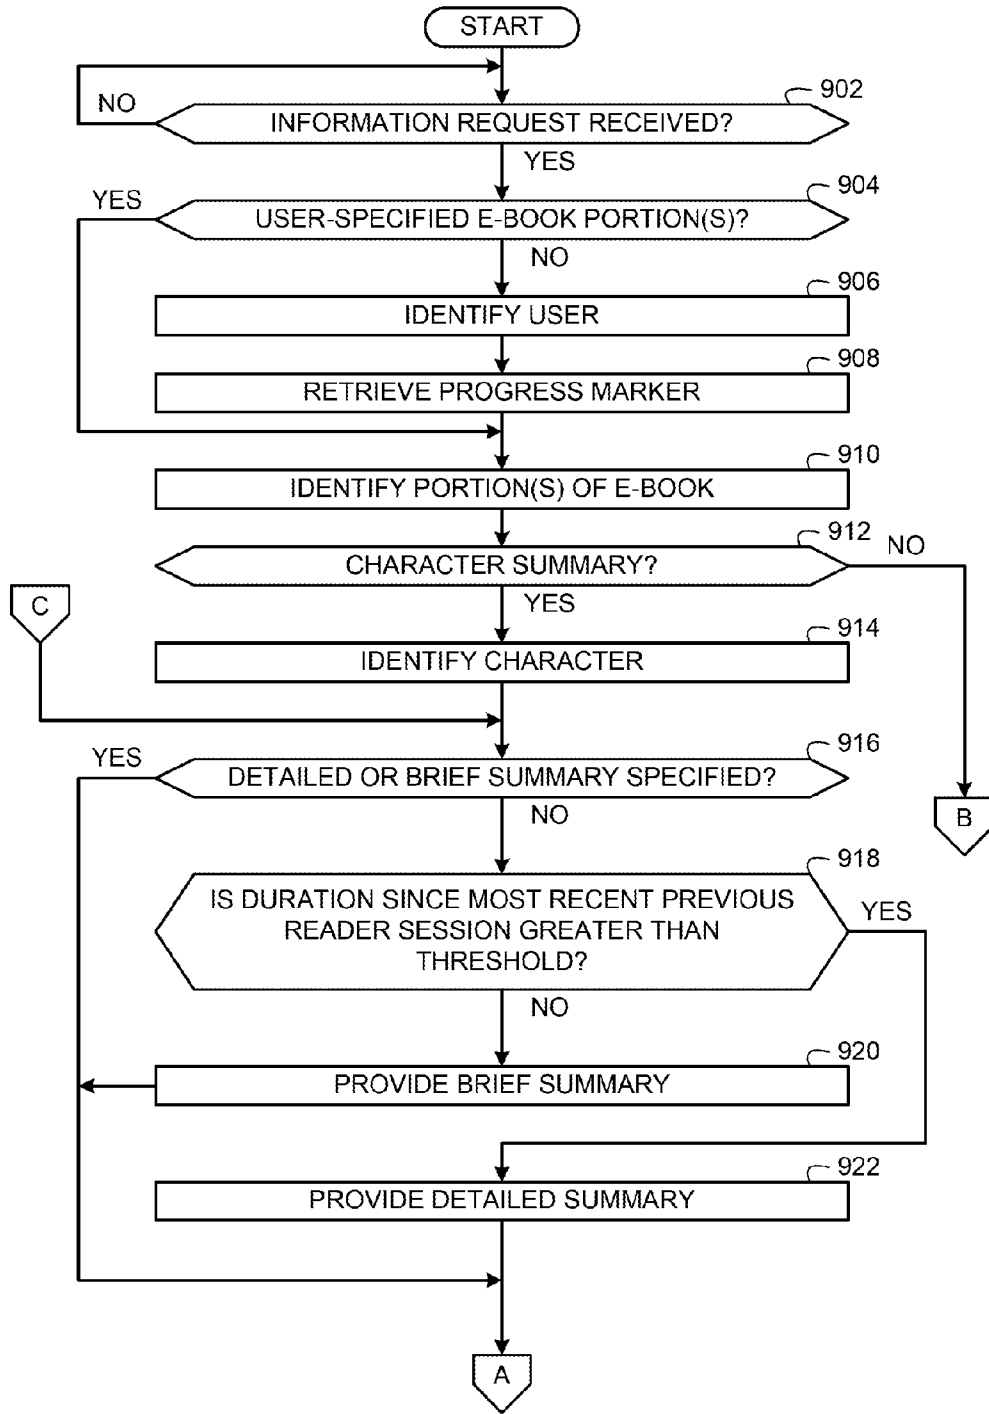 START
902
NO
INFORMATION REQUEST RECEIVED?
YES
904
YES
USER-SPECIFIED E-BOOK PORTION(S)?
NO
906
IDENTIFY USER
908
RETRIEVE PROGRESS MARKER
910
IDENTIFY PORTION(S) OF E-BOOK
912
NO
CHARACTER SUMMARY?
YES
C
914
IDENTIFY CHARACTER
916
YES
DETAILED OR BRIEF SUMMARY SPECIFIED?
NO
B
918
IS DURATION SINCE MOST RECENT PREVIOUS
READER SESSION GREATER THAN
THRESHOLD?
YES
NO
920
PROVIDE BRIEF SUMMARY
922
PROVIDE DETAILED SUMMARY
A